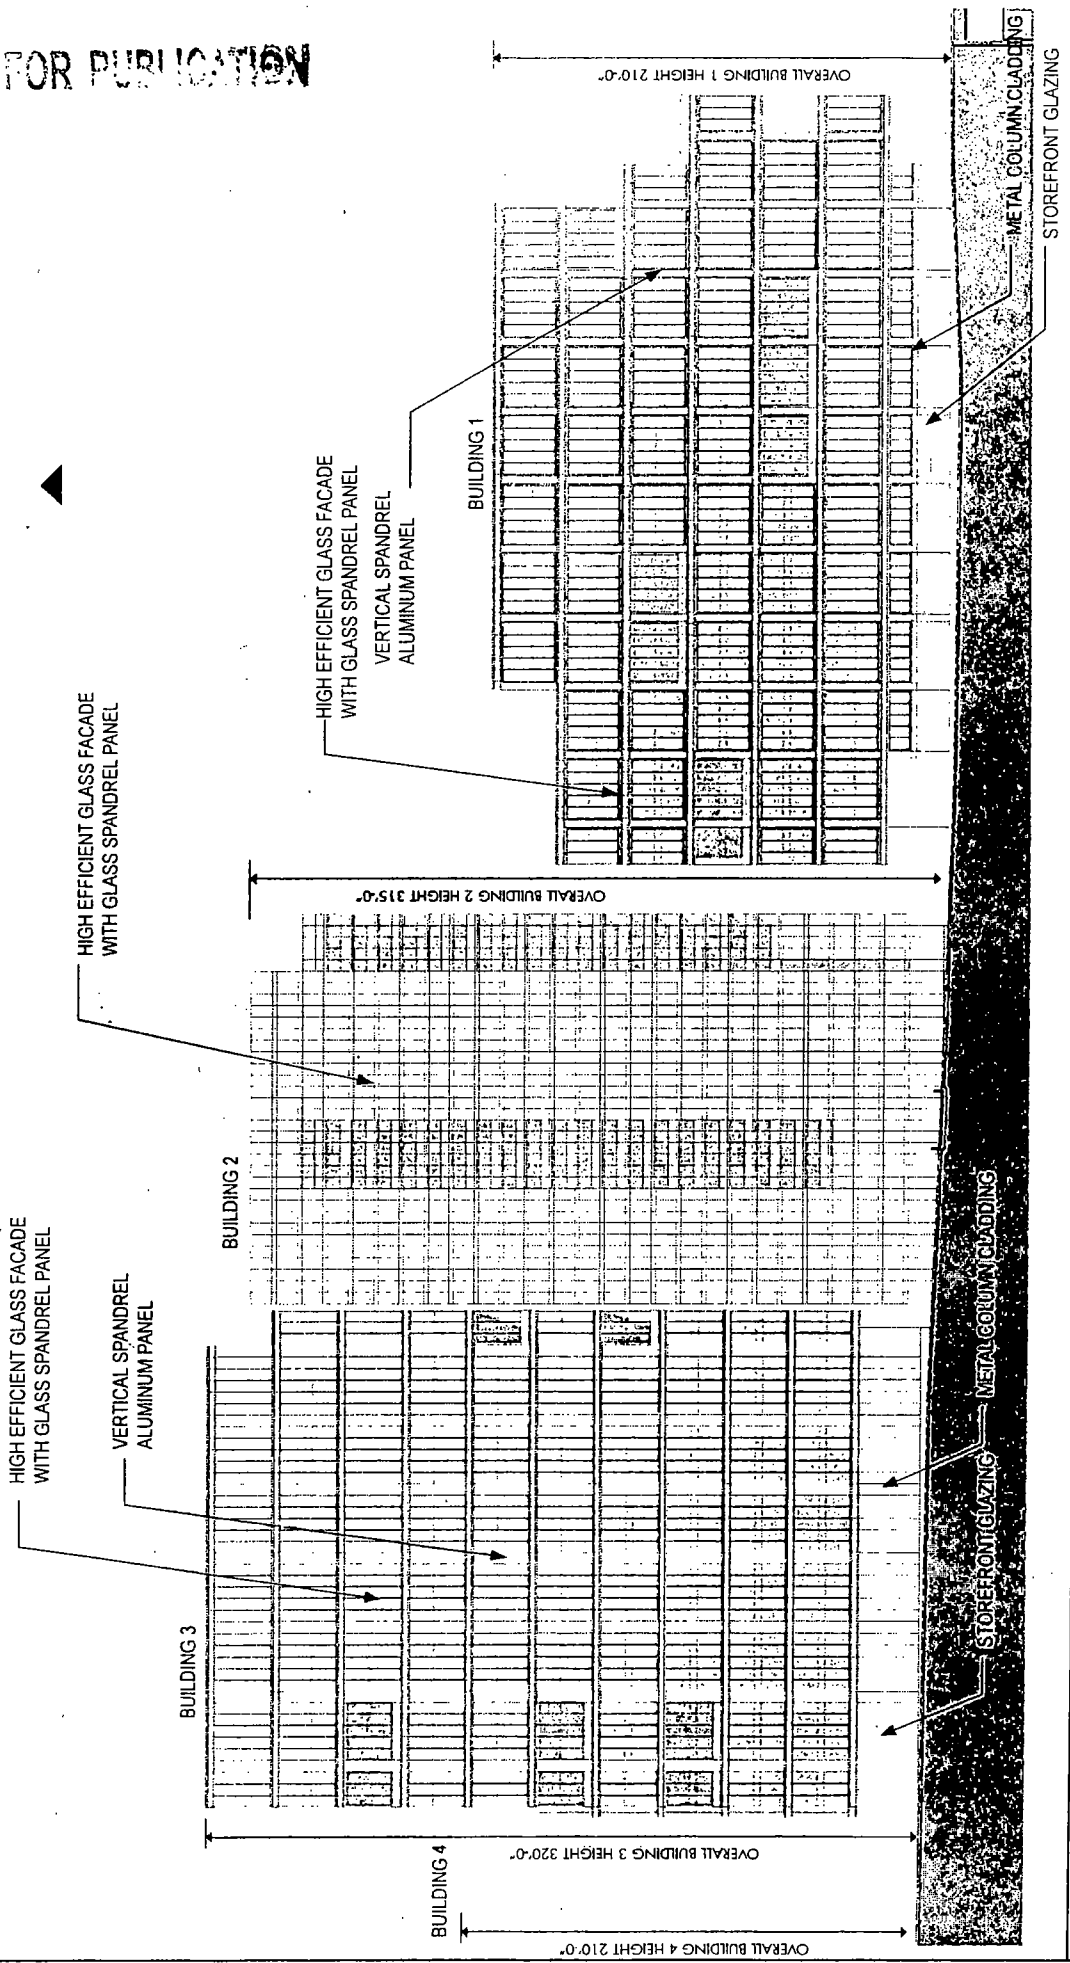 FOR PUBLICATION
HIGH EFFICIENT GLASS FACADE
WITH GLASS SPANDREL PANEL
VERTICAL SPANDREL
ALUMINUM PANEL
BUILDING 3
BUILDING 4
OVERALL BUILDING 3 HEIGHT 320'-0"
OVERALL BUILDING 4 HEIGHT 210'-0"
HIGH EFFICIENT GLASS FACADE
WITH GLASS SPANDREL PANEL
BUILDING 2
OVERALL BUILDING 2 HEIGHT 315'-0"
HIGH EFFICIENT GLASS FACADE
WITH GLASS SPANDREL PANEL
VERTICAL SPANDREL
ALUMINUM PANEL
BUILDING 1
OVERALL BUILDING 1 HEIGHT 210'-0"
STOREFRONT GLAZING
METAL COLUMN CLADDING
METAL COLUMN CLADDING
STOREFRONT GLAZING